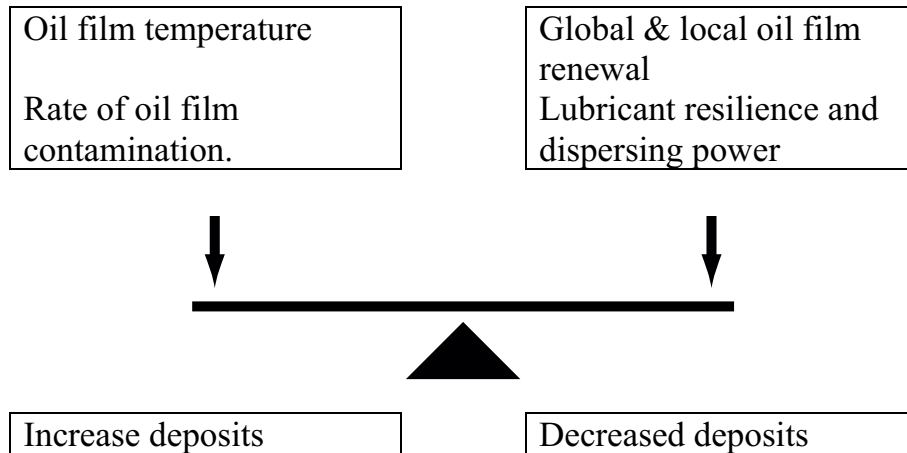 Oil film temperature
Rate of oil film
contamination.
Global & local oil film
renewal
Lubricant resilience and
dispersing power
Increase deposits
Decreased deposits